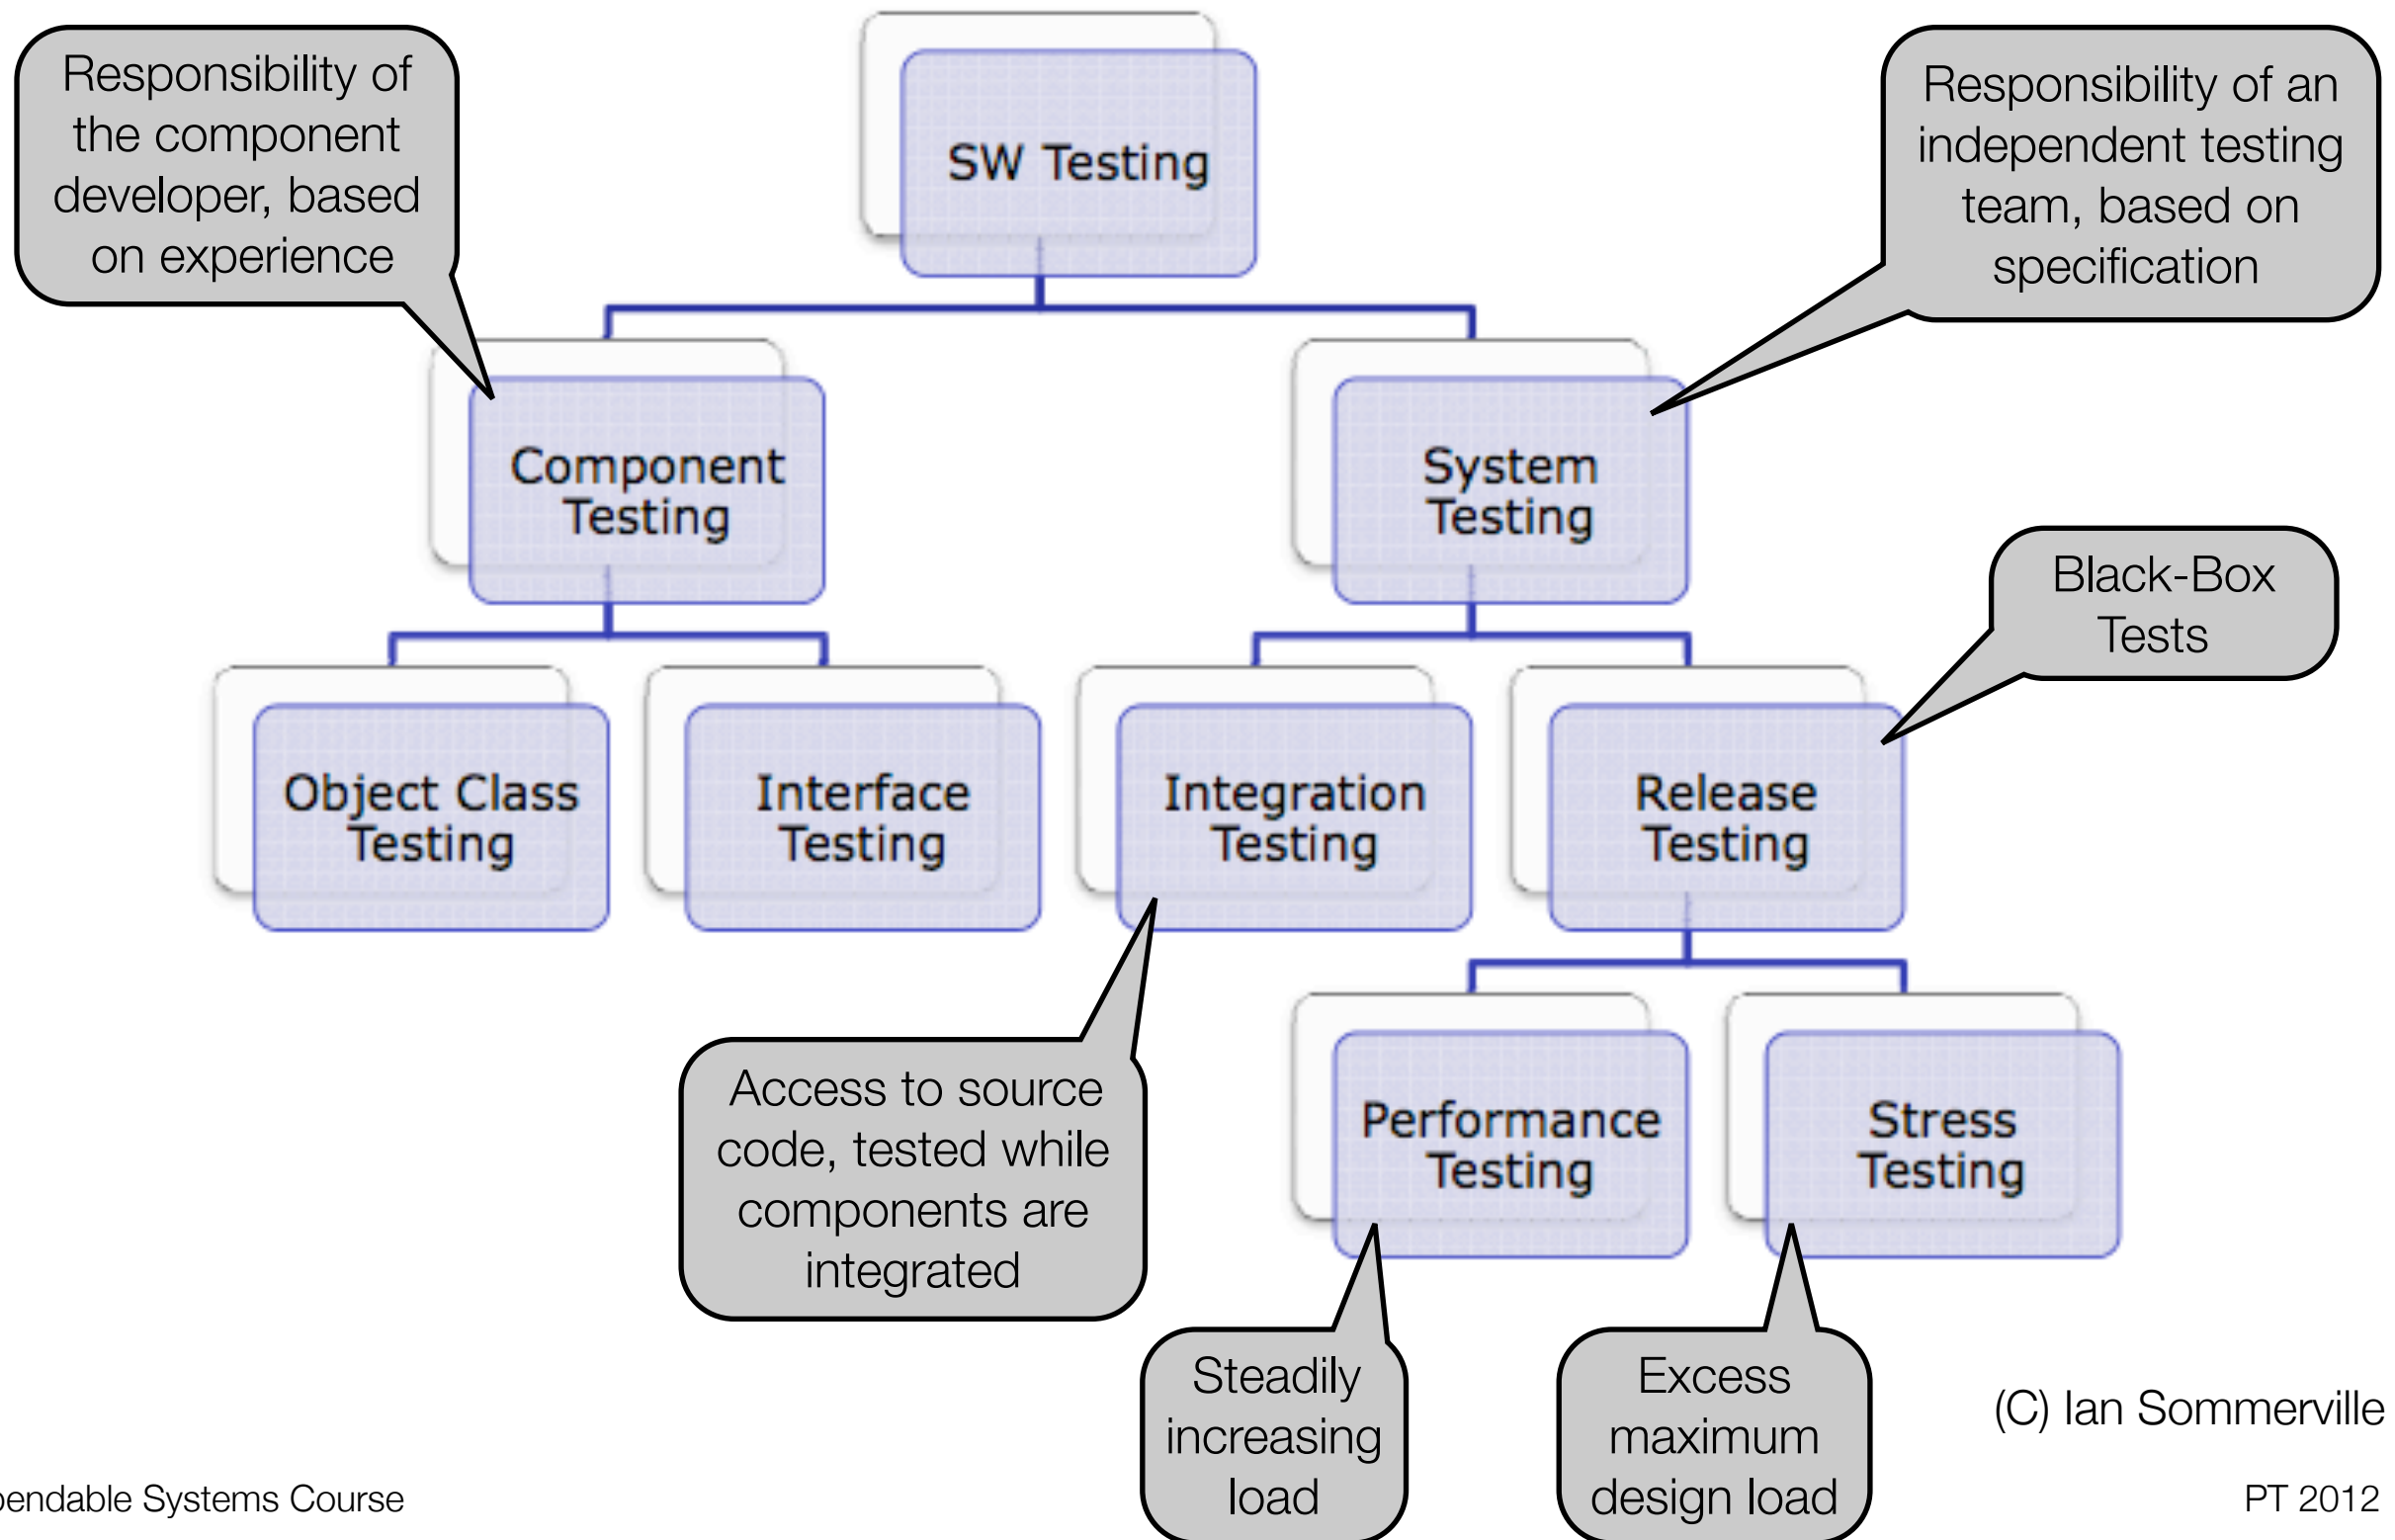 Responsibility of
the component
developer, based
on experience
SW Testing
Responsibility of an
independent testing
team, based on
specification
Component
Testing
System
Testing
Black-Box
Tests
Object Class
Testing
Interface
Testing
Integration
Testing
Release
Testing
Access to source
code, tested while
components are
integrated
Performance
Testing
Stress
Testing
Steadily
increasing
load
Excess
maximum
design load
(C) Ian Sommerville
Systems Course
PT 2012